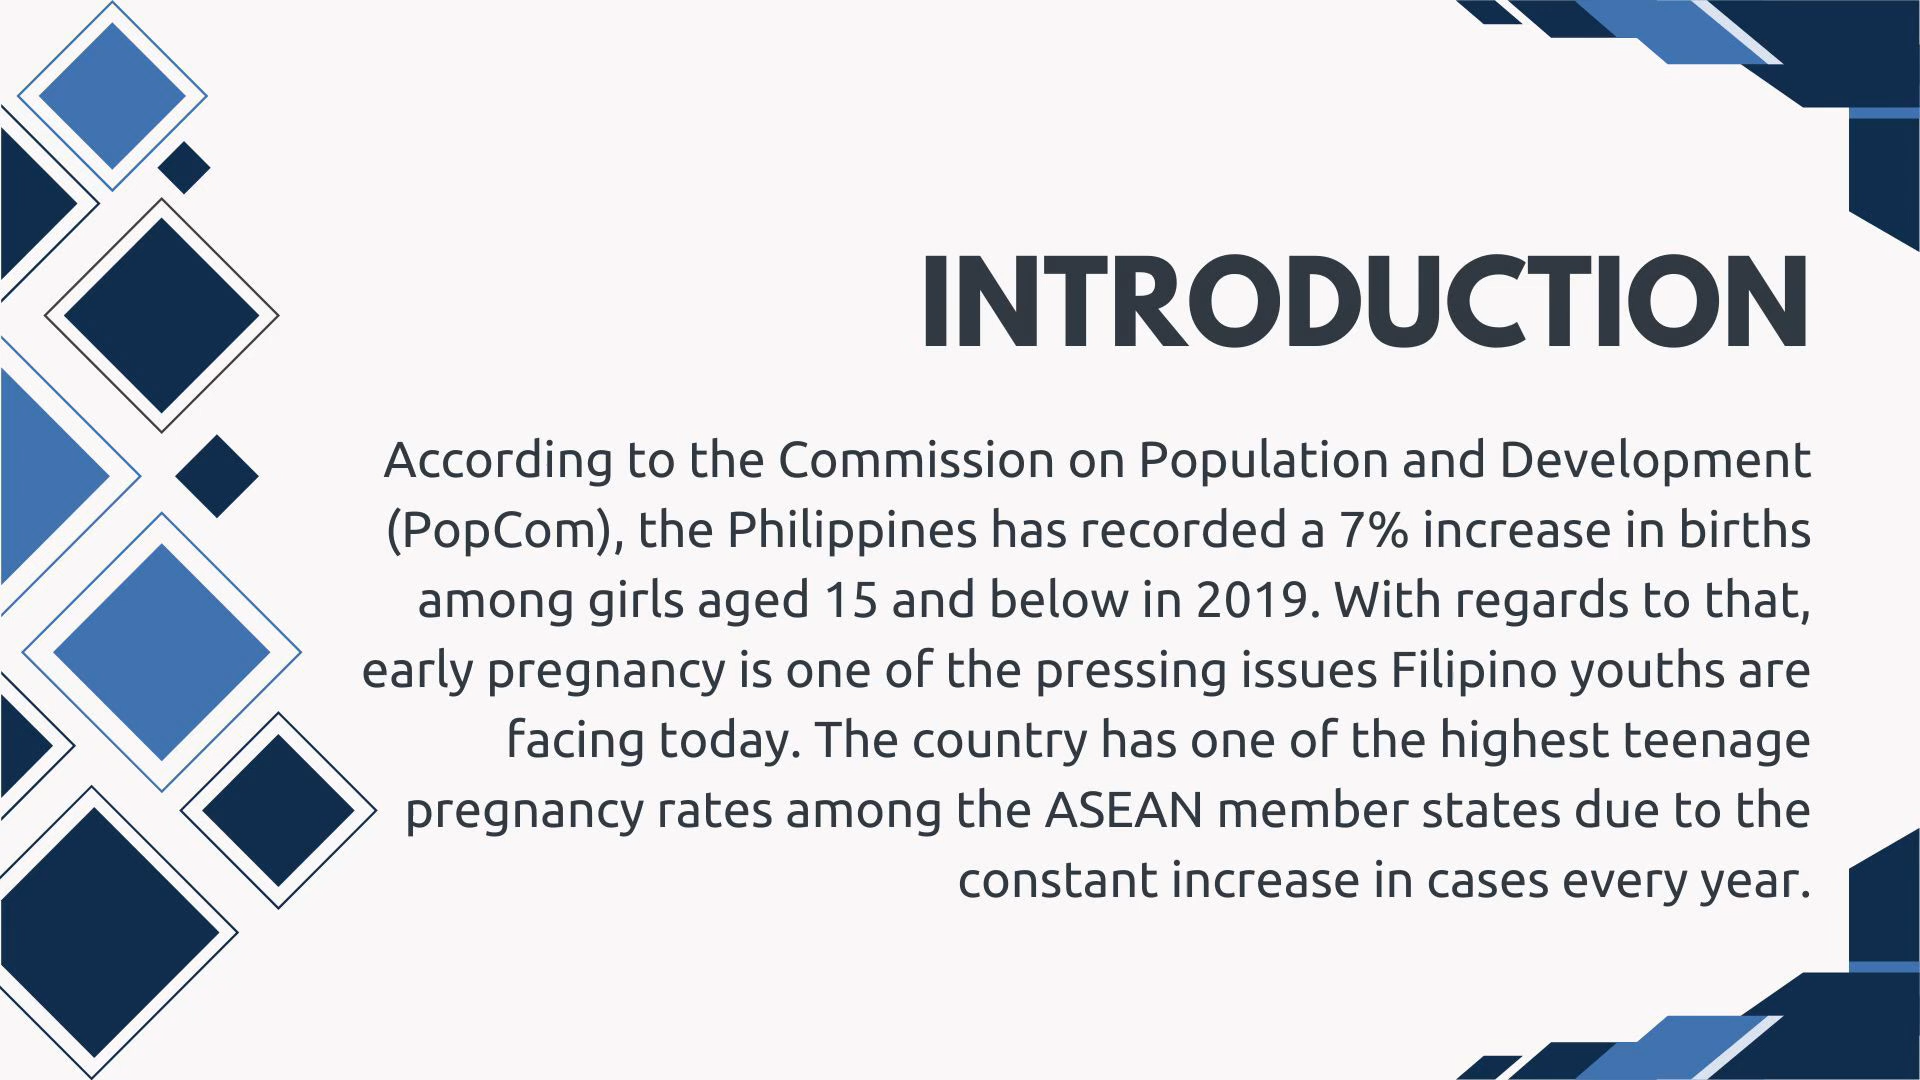 INTRODUCTION
According to the Commission on Population and Development
(PopCom), the Philippines has recorded a 7% increase in births
among girls aged 15 and below in 2019. With regards to that,
early pregnancy is one of the pressing issues Filipino youths are
facing today. The country has one of the highest teenage
pregnancy rates among the ASEAN member states due to the
constant increase in cases every year.